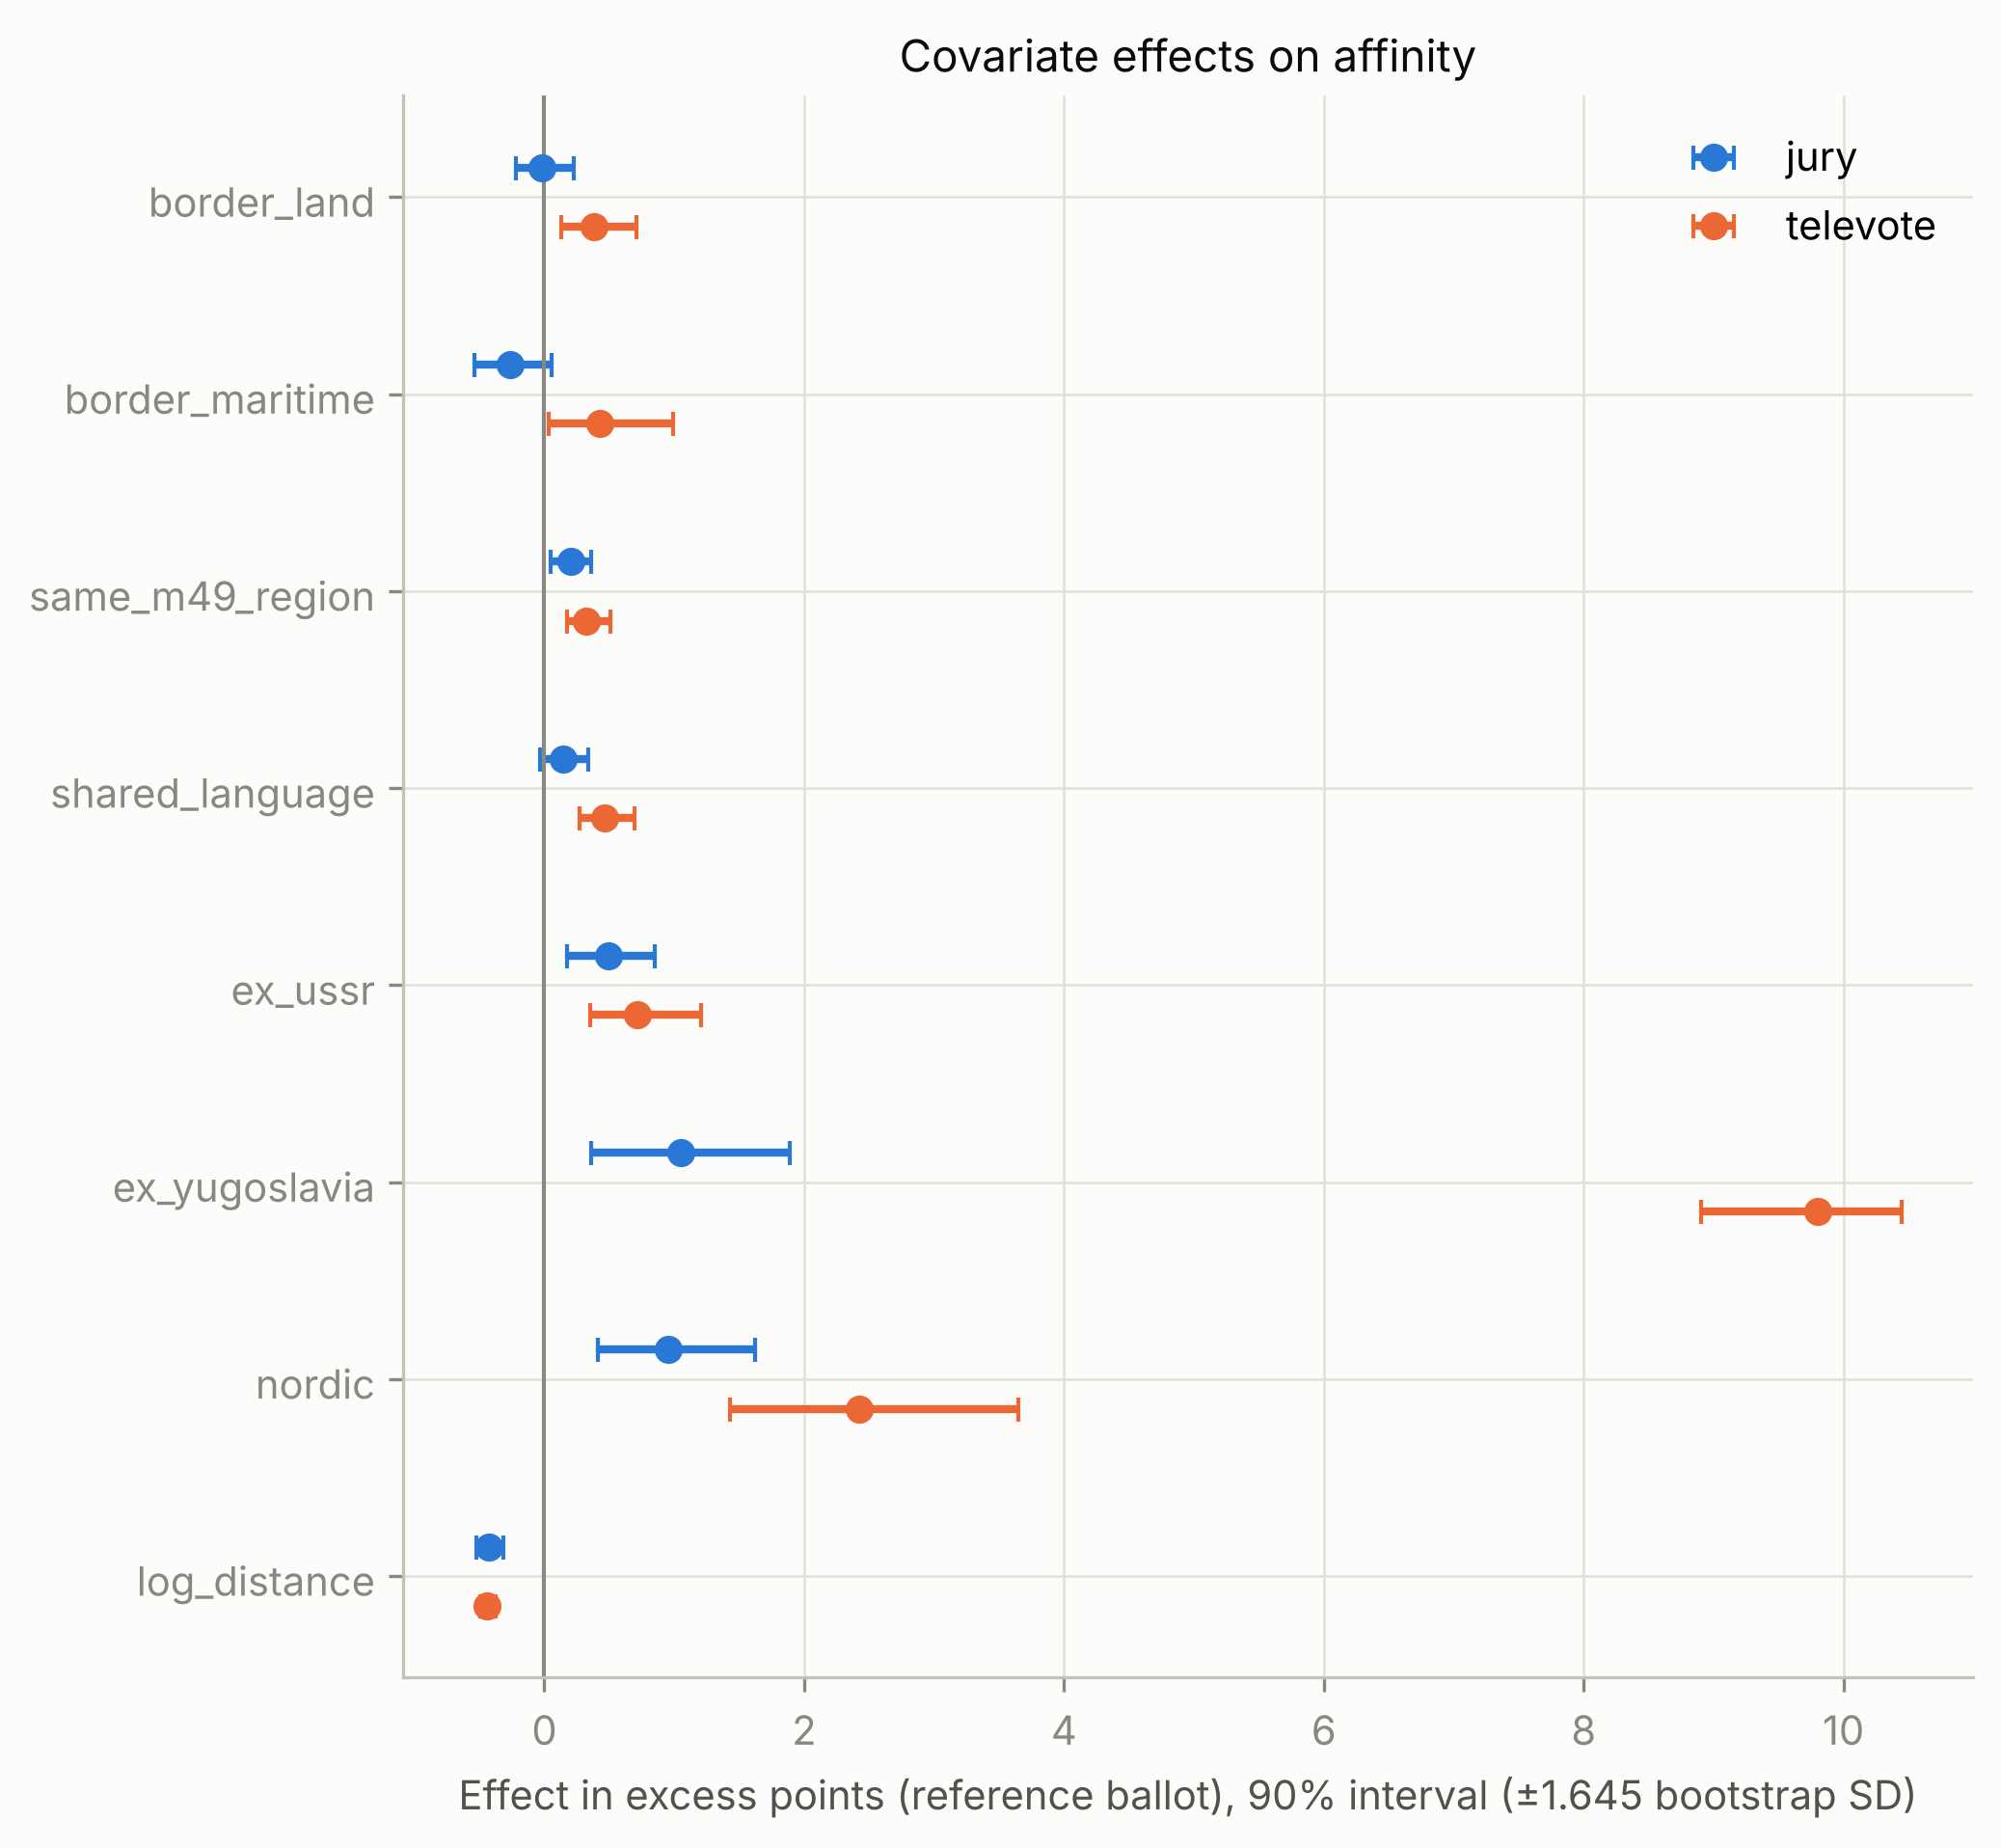 Covariate effects on affinity
jury
televote
border_land
border_maritime
same_m49_region
shared_language
ex_ussr
ex_yugoslavia
nordic
log_distance
0 2 4 6 8 10
Effect in excess points (reference ballot), 90% interval (±1.645 bootstrap SD)